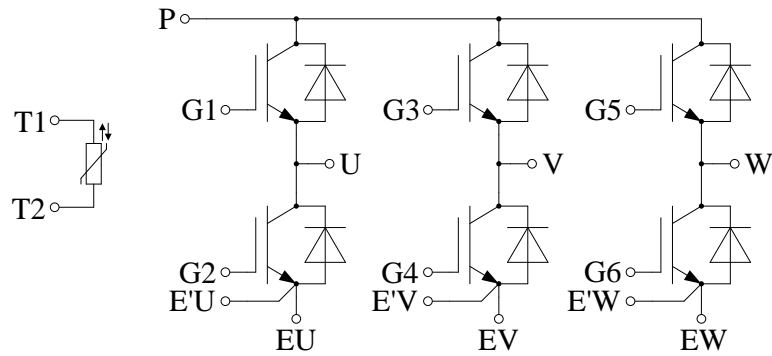 P
G1 G3 G5
T1
U V W
T2
G2 G4 G6
E'U E'V E'W
EU EV EW